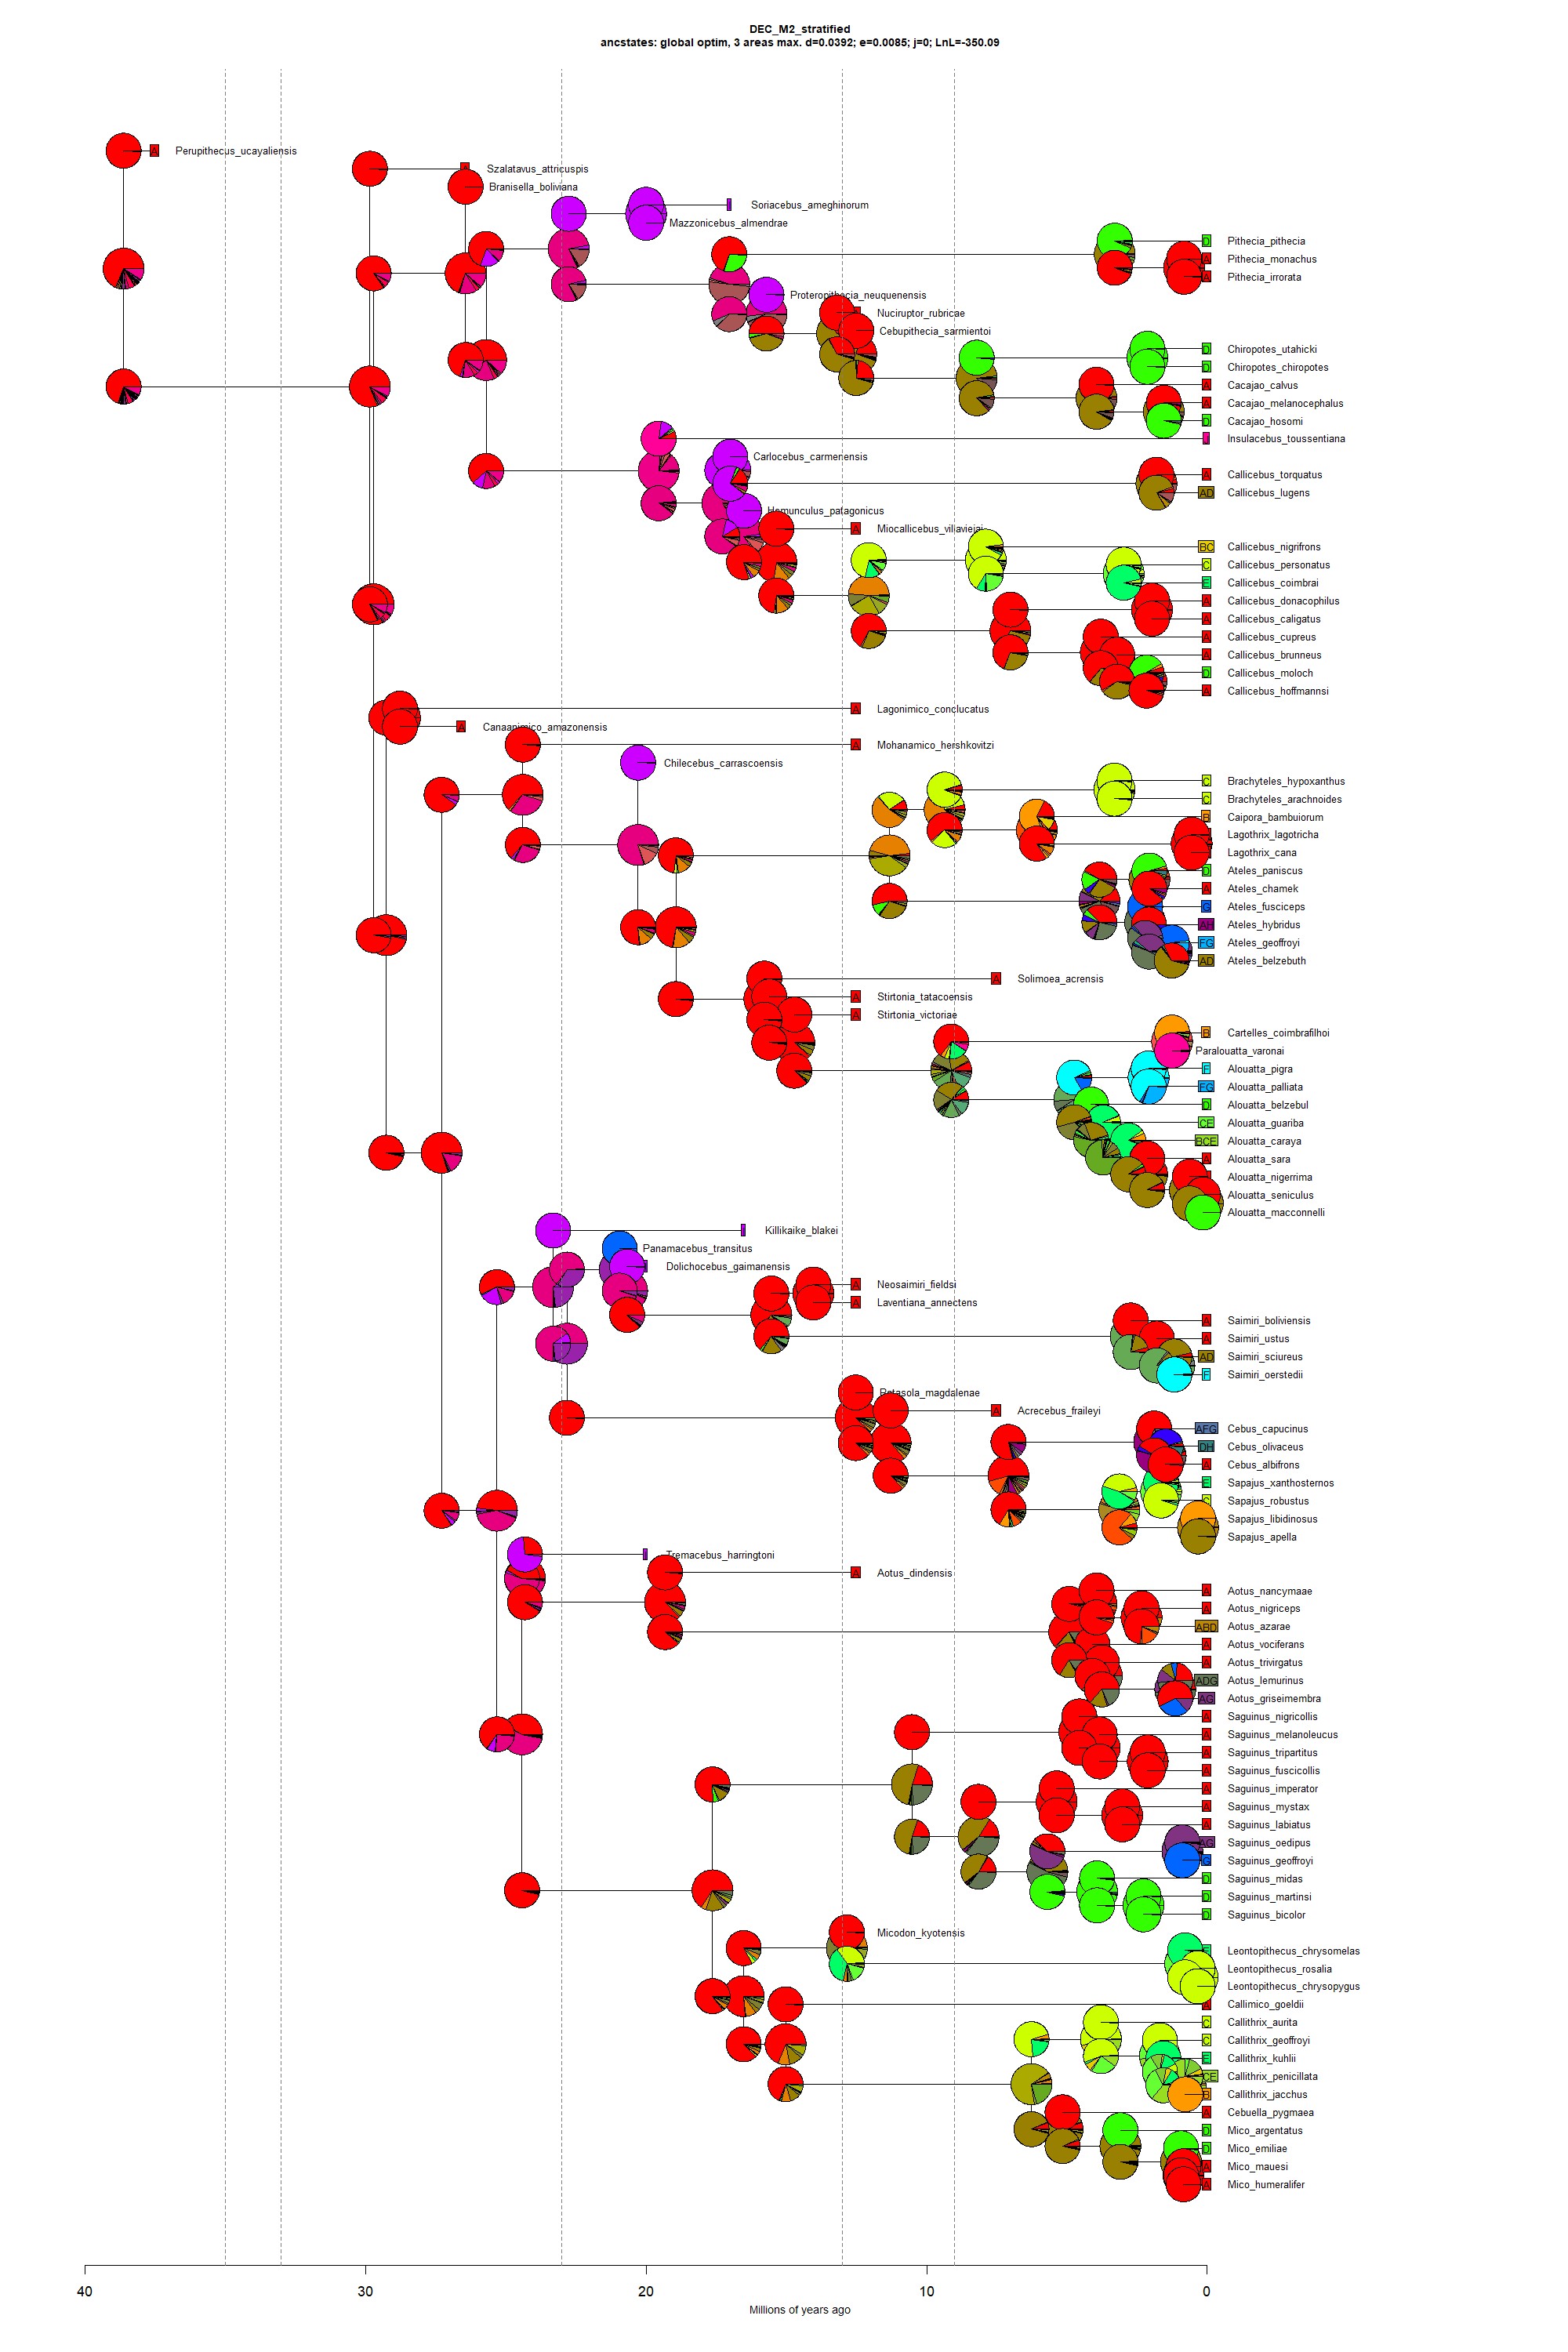 DEC_M2_stratified
ancstates: global optim, 3 areas max. d=0.0392; e=0.0085; j=0; LnL=-350.09
A Perupithecus_ucayaliensis
Szalatavus_attricuspis
Branisella_boliviana
Soriacebus_ameghinorum
Mazzonicebus_almendrae
D Pithecia_pithecia
A Pithecia_monachus
A Pithecia_irrorata
Proteropithecia_neuquenensis
Nuciruptor_rubricae
Cebupithecia_sarmientoi
D Chiropotes_utahicki
D Chiropotes_chiropotes
A Cacajao_calvus
A Cacajao_melanocephalus
D Cacajao_hosomi
Insulacebus_toussentiana
Carlocebus_carmenensis
A Callicebus_torquatus
AD Callicebus_lugens
Homunculus_patagonicus
A Miocallicebus_villaviejai
BC Callicebus_nigrifrons
C Callicebus_personatus
E Callicebus_coimbrai
A Callicebus_donacophilus
A Callicebus_caligatus
A Callicebus_cupreus
A Callicebus_brunneus
D Callicebus_moloch
A Callicebus_hoffmannsi
A Lagonimico_conclucatus
A Canaanimico_amazonensis
A Mohanamico_hershkovitzi
Chilecebus_carrascoensis
C Brachyteles_hypoxanthus
C Brachyteles_arachnoides
B Caipora_bambuiorum
Lagothrix_lagotricha
Lagothrix_cana
D Ateles_paniscus
A Ateles_chamek
G Ateles_fusciceps
AH Ateles_hybridus
FG Ateles_geoffroyi
AD Ateles_belzebuth
A Solimoea_acrensis
A Stirtonia_tatacoensis
A Stirtonia_victoriae
B Cartelles_coimbrafilhoi
Paralouatta_varonai
F Alouatta_pigra
FG Alouatta_palliata
D Alouatta_belzebul
CE Alouatta_guariba
BCE Alouatta_caraya
A Alouatta_sara
Alouatta_nigerrima
Alouatta_seniculus
Alouatta_macconnelli
Killikaike_blakei
Panamacebus_transitus
Dolichocebus_gaimanensis
A Neosaimiri_fieldsi
A Laventiana_annectens
A Saimiri_boliviensis
A Saimiri_ustus
AD Saimiri_sciureus
F Saimiri_oerstedii
Patasola_magdalenae
A Acrecebus_fraileyi
AFG Cebus_capucinus
DH Cebus_olivaceus
A Cebus_albifrons
E Sapajus_xanthosternos
C Sapajus_robustus
Sapajus_libidinosus
Sapajus_apella
Tremacebus_harringtoni
A Aotus_dindensis
A Aotus_nancymaae
A Aotus_nigriceps
ABD Aotus_azarae
A Aotus_vociferans
A Aotus_trivirgatus
ADG Aotus_lemurinus
AG Aotus_griseimembra
A Saguinus_nigricollis
A Saguinus_melanoleucus
A Saguinus_tripartitus
A Saguinus_fuscicollis
A Saguinus_imperator
A Saguinus_mystax
A Saguinus_labiatus
AG Saguinus_oedipus
G Saguinus_geoffroyi
D Saguinus_midas
D Saguinus_martinsi
D Saguinus_bicolor
Micodon_kyotensis
E Leontopithecus_chrysomelas
Leontopithecus_rosalia
Leontopithecus_chrysopygus
A Callimico_goeldii
C Callithrix_aurita
C Callithrix_geoffroyi
E Callithrix_kuhlii
CE Callithrix_penicillata
B Callithrix_jacchus
A Cebuella_pygmaea
D Mico_argentatus
D Mico_emiliae
A Mico_mauesi
A Mico_humeralifer
40 30 20 10 0
Millions of years ago